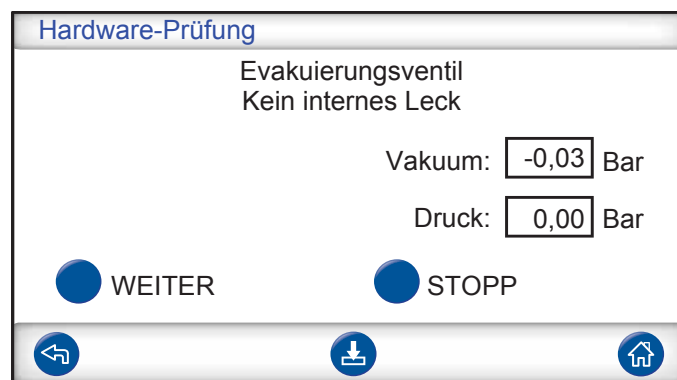 Hardware-Prüfung
Evakuierungsventil
Kein internes Leck
Vakuum: -0,03 Bar
Druck: 0,00 Bar
WEITER STOPP